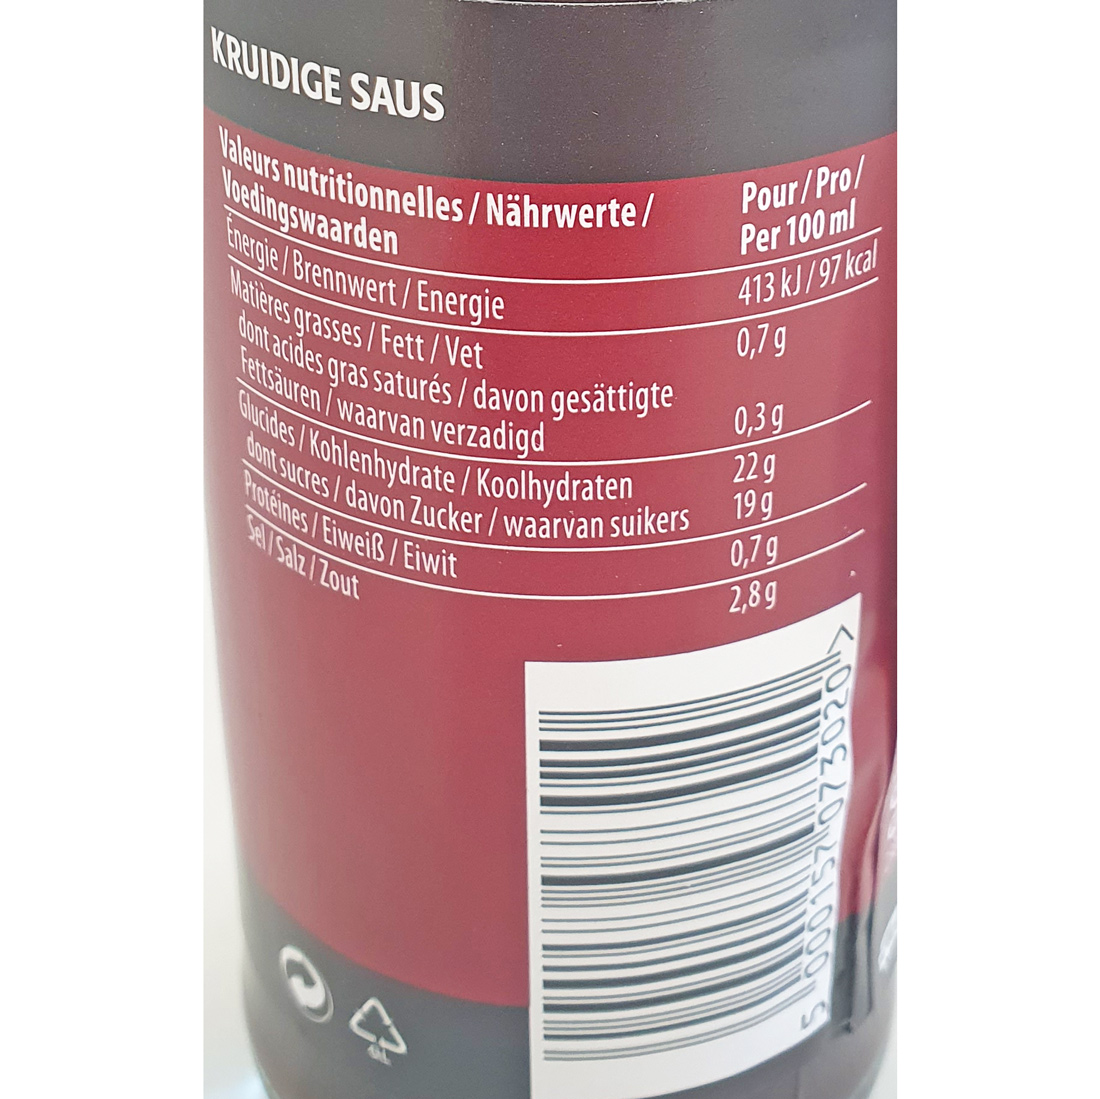 KRUIDIGE SAUS
Valeurs nutritionnelles / Nährwerte / Pour / Pro /
Voedingswaarden Per 100 ml
Énergie / Brennwert / Energie 413 kJ / 97 kcal
Matières grasses / Fett / Vet 0,7 g
dont acides gras saturés / davon gesättigte
Fettsäuren / waarvan verzadigd 0,3 g
Glucides / Kohlenhydrate / Koolhydraten 22 g
dont sucres / davon Zucker / waarvan suikers 19 g
Protéines / Eiweiß / Eiwit 0,7 g
Sel / Salz / Zout 2,8 g
5 000157 073020 >